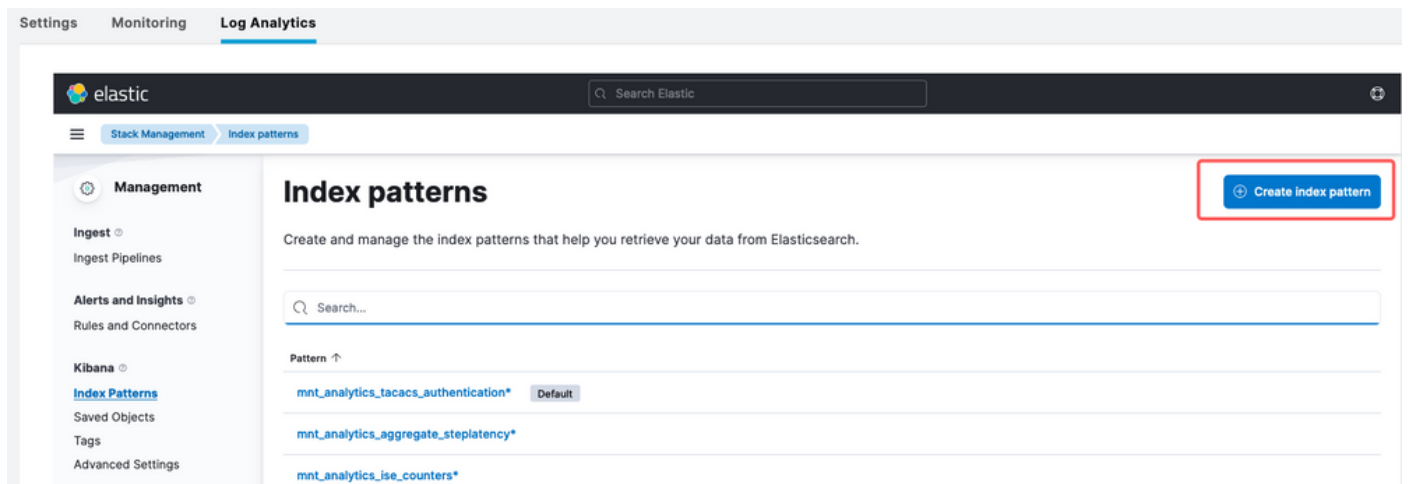 Settings Monitoring Log Analytics
elastic Search Elastic
Stack Management Index patterns
Management
Index patterns
Create index pattern
Ingest
Create and manage the index patterns that help you retrieve your data from Elasticsearch.
Ingest Pipelines
Alerts and Insights
Search...
Rules and Connectors
Pattern ↑
Kibana
Index Patterns
mnt_analytics_tacacs_authentication* Default
Saved Objects
Tags
mnt_analytics_aggregate_steplatency*
Advanced Settings
mnt_analytics_ise_counters*